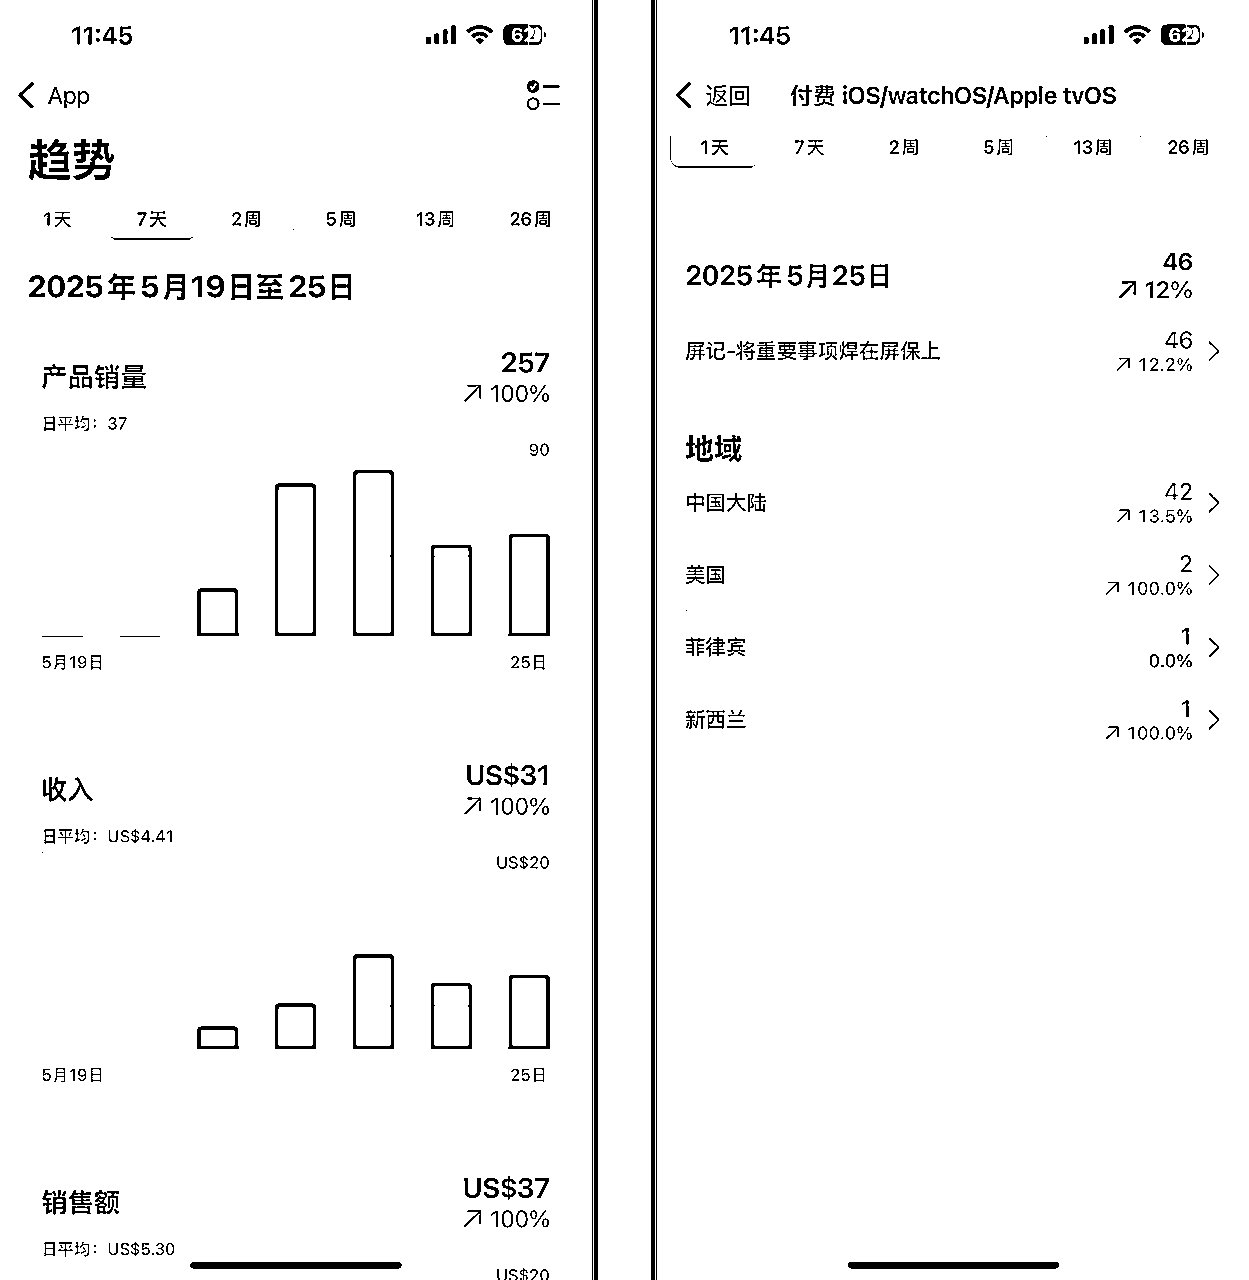 11:45
62
App
趋势
1天 7天 2周 5周 13周 26周
2025年5月19日至25日
产品销量
257
100%
日平均：37
90
5月19日 25日
收入
US$31
100%
日平均：US$4.41
US$20
5月19日 25日
销售额
US$37
100%
日平均：US$5.30
US$20
11:45
62
返回 付费 iOS/watchOS/Apple tvOS
1天 7天 2周 5周 13周 26周
2025年5月25日
46
12%
屏记-将重要事项焊在屏保上
46
12.2%
地域
中国大陆
42
13.5%
美国
2
100.0%
菲律宾
1
0.0%
新西兰
1
100.0%